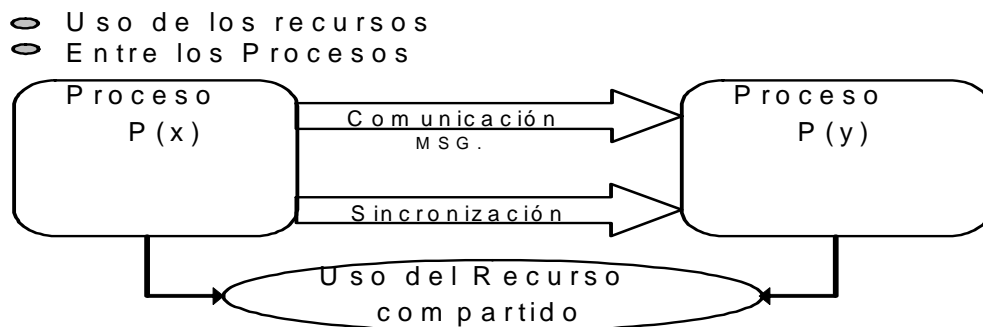 Uso de los recursos
Entre los Procesos
Proceso
P(x)
Comunicación
MSG.
Sincronización
Proceso
P(y)
Uso del Recurso
compartido